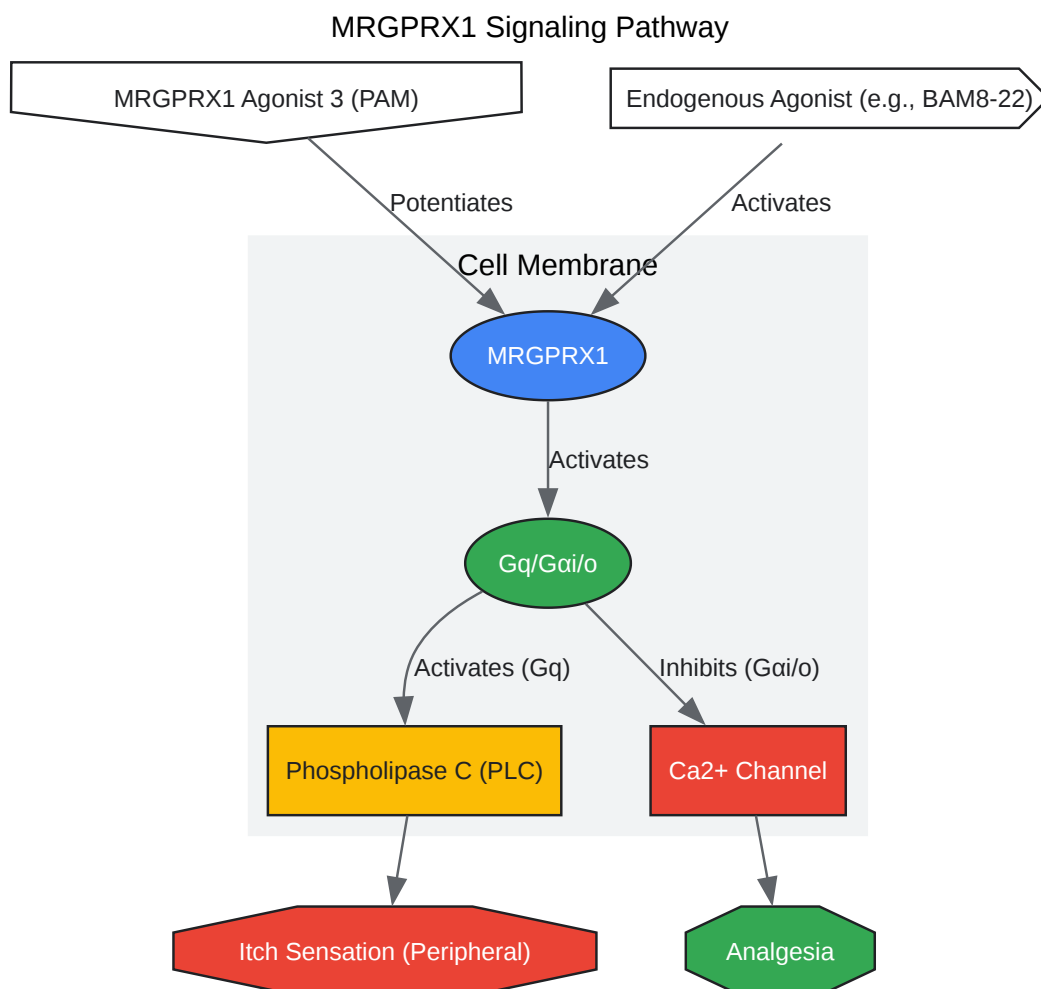 MRGPRX1 Signaling Pathway
MRGPRX1 Agonist 3 (PAM)
Endogenous Agonist (e.g., BAM8-22)
Potentiates
Activates
Cell Membrane
MRGPRX1
Activates
Gq/Gαi/o
Activates (Gq)
Inhibits (Gαi/o)
Phospholipase C (PLC)
Ca2+ Channel
Itch Sensation (Peripheral)
Analgesia